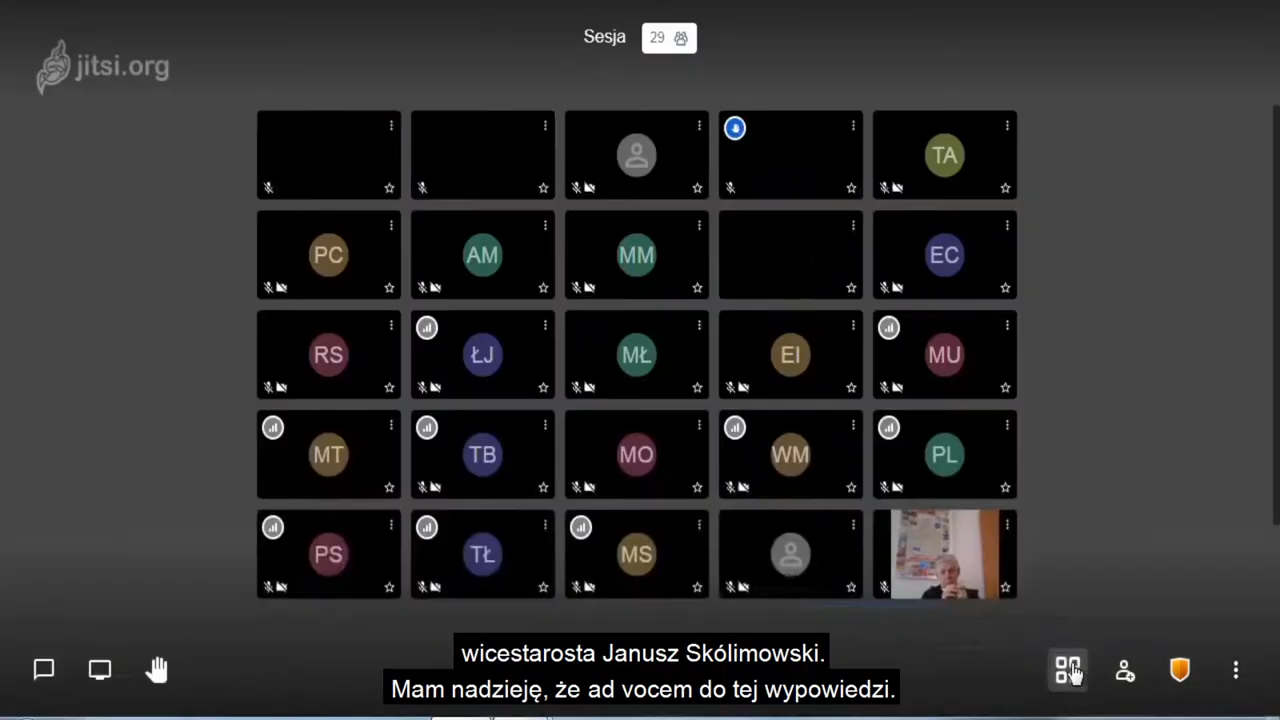 Sesja 29
jitsi.org
TA
PC AM MM EC
RS ŁJ MŁ EI MU
MT TB MO WM PL
PS TŁ MS
wicestarosta Janusz Skólimowski.
Mam nadzieję, że ad vocem do tej wypowiedzi.